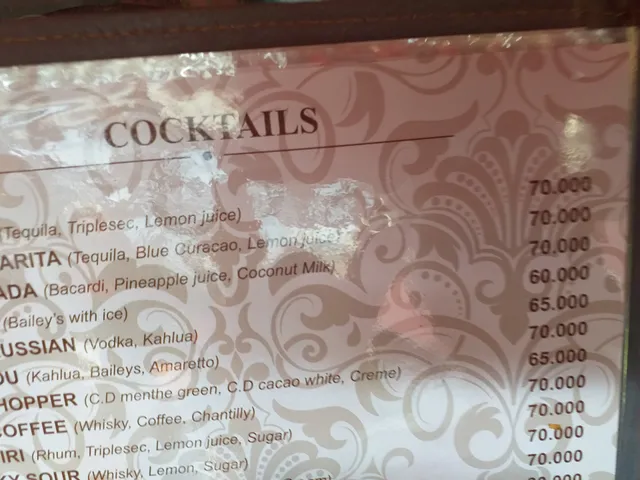 COCKTAILS
(Tequila, Triplesec, Lemon juice) 70.000
ARITA (Tequila, Blue Curacao, Lemon juice) 70.000
ADA (Bacardi, Pineapple juice, Coconut Milk) 70.000
(Bailey's with ice) 60.000
USSIAN (Vodka, Kahlua) 65.000
OU (Kahlua, Baileys, Amaretto) 70.000
HOPPER (C.D menthe green, C.D cacao white, Creme) 65.000
COFFEE (Whisky, Coffee, Chantilly) 70.000
IRI (Rhum, Triplesec, Lemon juice, Sugar) 70.000
KY SOUR (Whisky, Lemon, Sugar) 70.000
70.000